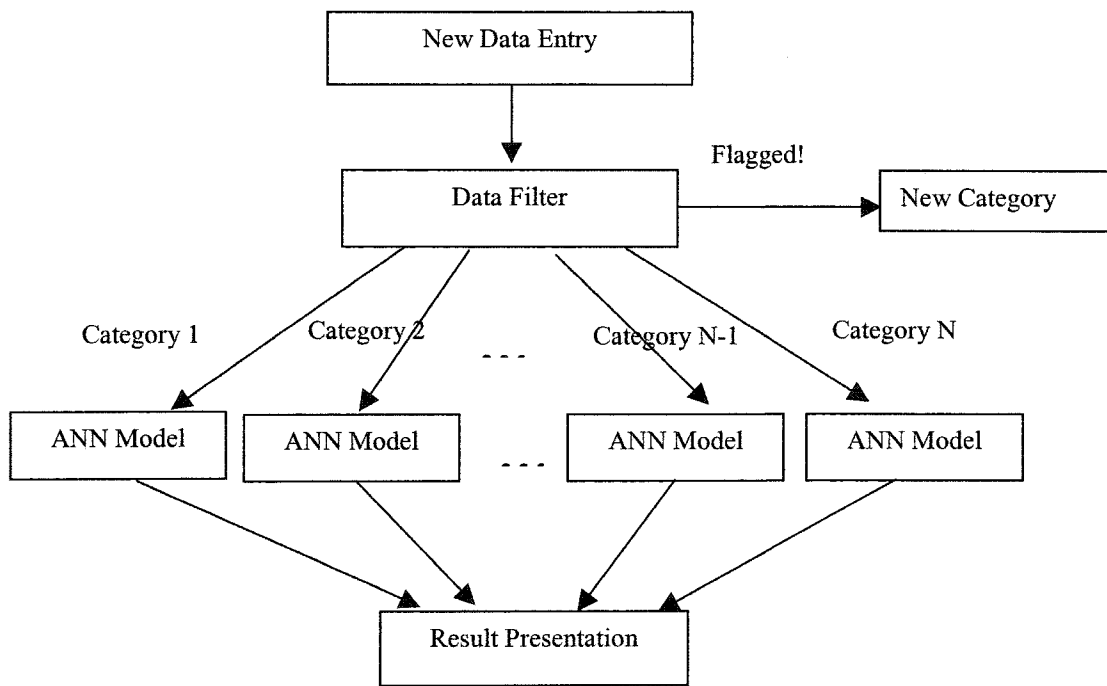 New Data Entry
Flagged!
Data Filter
New Category
Category 1
Category 2
Category N-1
Category N
- - -
ANN Model
ANN Model
- - -
ANN Model
ANN Model
Result Presentation